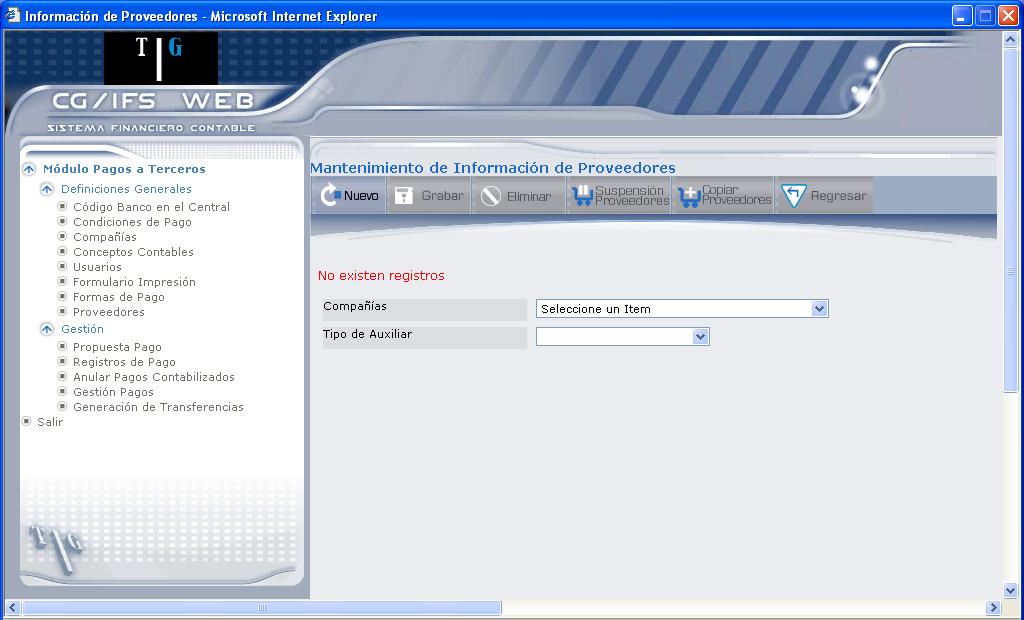 Información de Proveedores - Microsoft Internet Explorer
T G
CG/IFS WEB
SISTEMA FINANCIERO CONTABLE
Módulo Pagos a Terceros
Definiciones Generales
Código Banco en el Central
Condiciones de Pago
Compañías
Conceptos Contables
Usuarios
Formulario Impresión
Formas de Pago
Proveedores
Gestión
Propuesta Pago
Registros de Pago
Anular Pagos Contabilizados
Gestión Pagos
Generación de Transferencias
Salir
T G
Mantenimiento de Información de Proveedores
Nuevo Grabar Eliminar Suspensión Proveedores Copiar Proveedores Regresar
No existen registros
Compañías Seleccione un Item
Tipo de Auxiliar